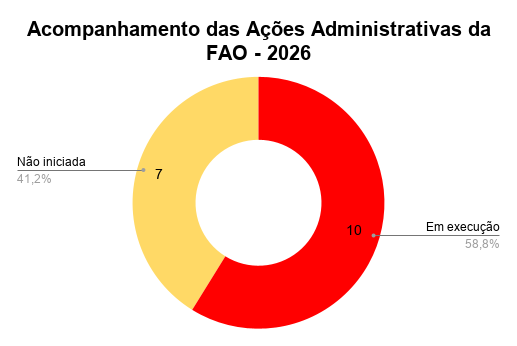 Acompanhamento das Ações Administrativas da
FAO - 2026
Não iniciada
41,2%
7
10
Em execução
58,8%